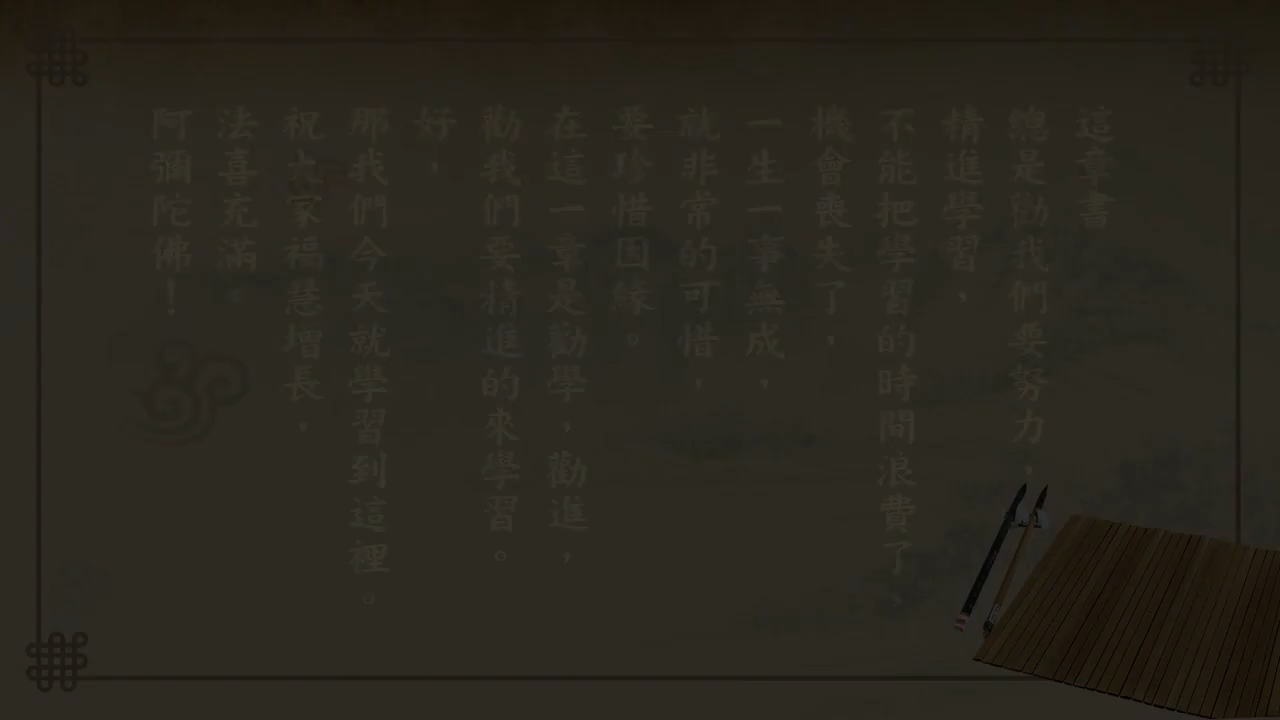 這章書
總是勸我們要努力，
精進學習，
不能把學習的時間浪費了、
機會喪失了，
一生一事無成，
就非常的可惜，
要珍惜因緣。
在這一章是勸學，勸進，
勸我們要精進的來學習。
好，
那我們今天就學習到這裡。
祝大家福慧增長，
法喜充滿。
阿彌陀佛！